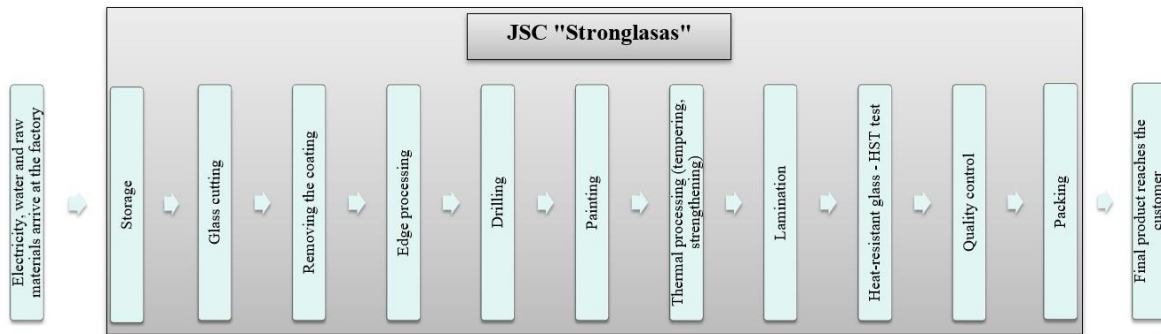 JSC "Stronglasas"
Electricity, water and raw
materials arrive at the factory
Storage
Glass cutting
Removing the coating
Edge processing
Drilling
Painting
Thermal processing (tempering,
strengthening)
Lamination
Heat-resistant glass - HST test
Quality control
Packing
Final product reaches the
customer